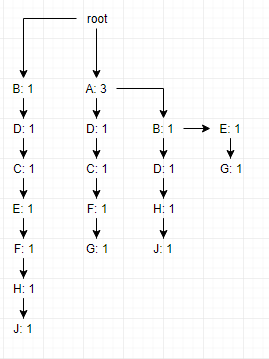 root
B: 1 A: 3
D: 1 D: 1 B: 1 E: 1
C: 1 C: 1 D: 1 G: 1
E: 1 F: 1 H: 1
F: 1 G: 1 J: 1
H: 1
J: 1